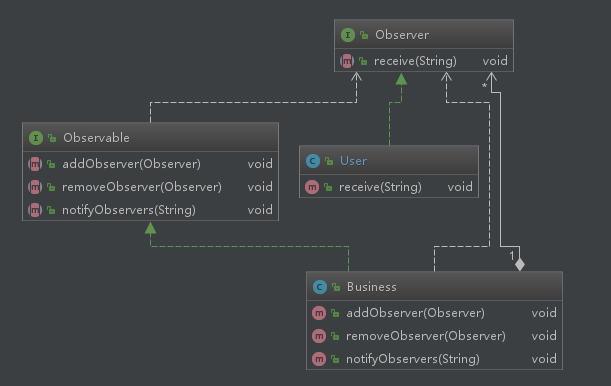 I Observer
m receive(String) void
*
I Observable
m addObserver(Observer) void
m removeObserver(Observer) void
m notifyObservers(String) void
C User
m receive(String) void
1
C Business
m addObserver(Observer) void
m removeObserver(Observer) void
m notifyObservers(String) void